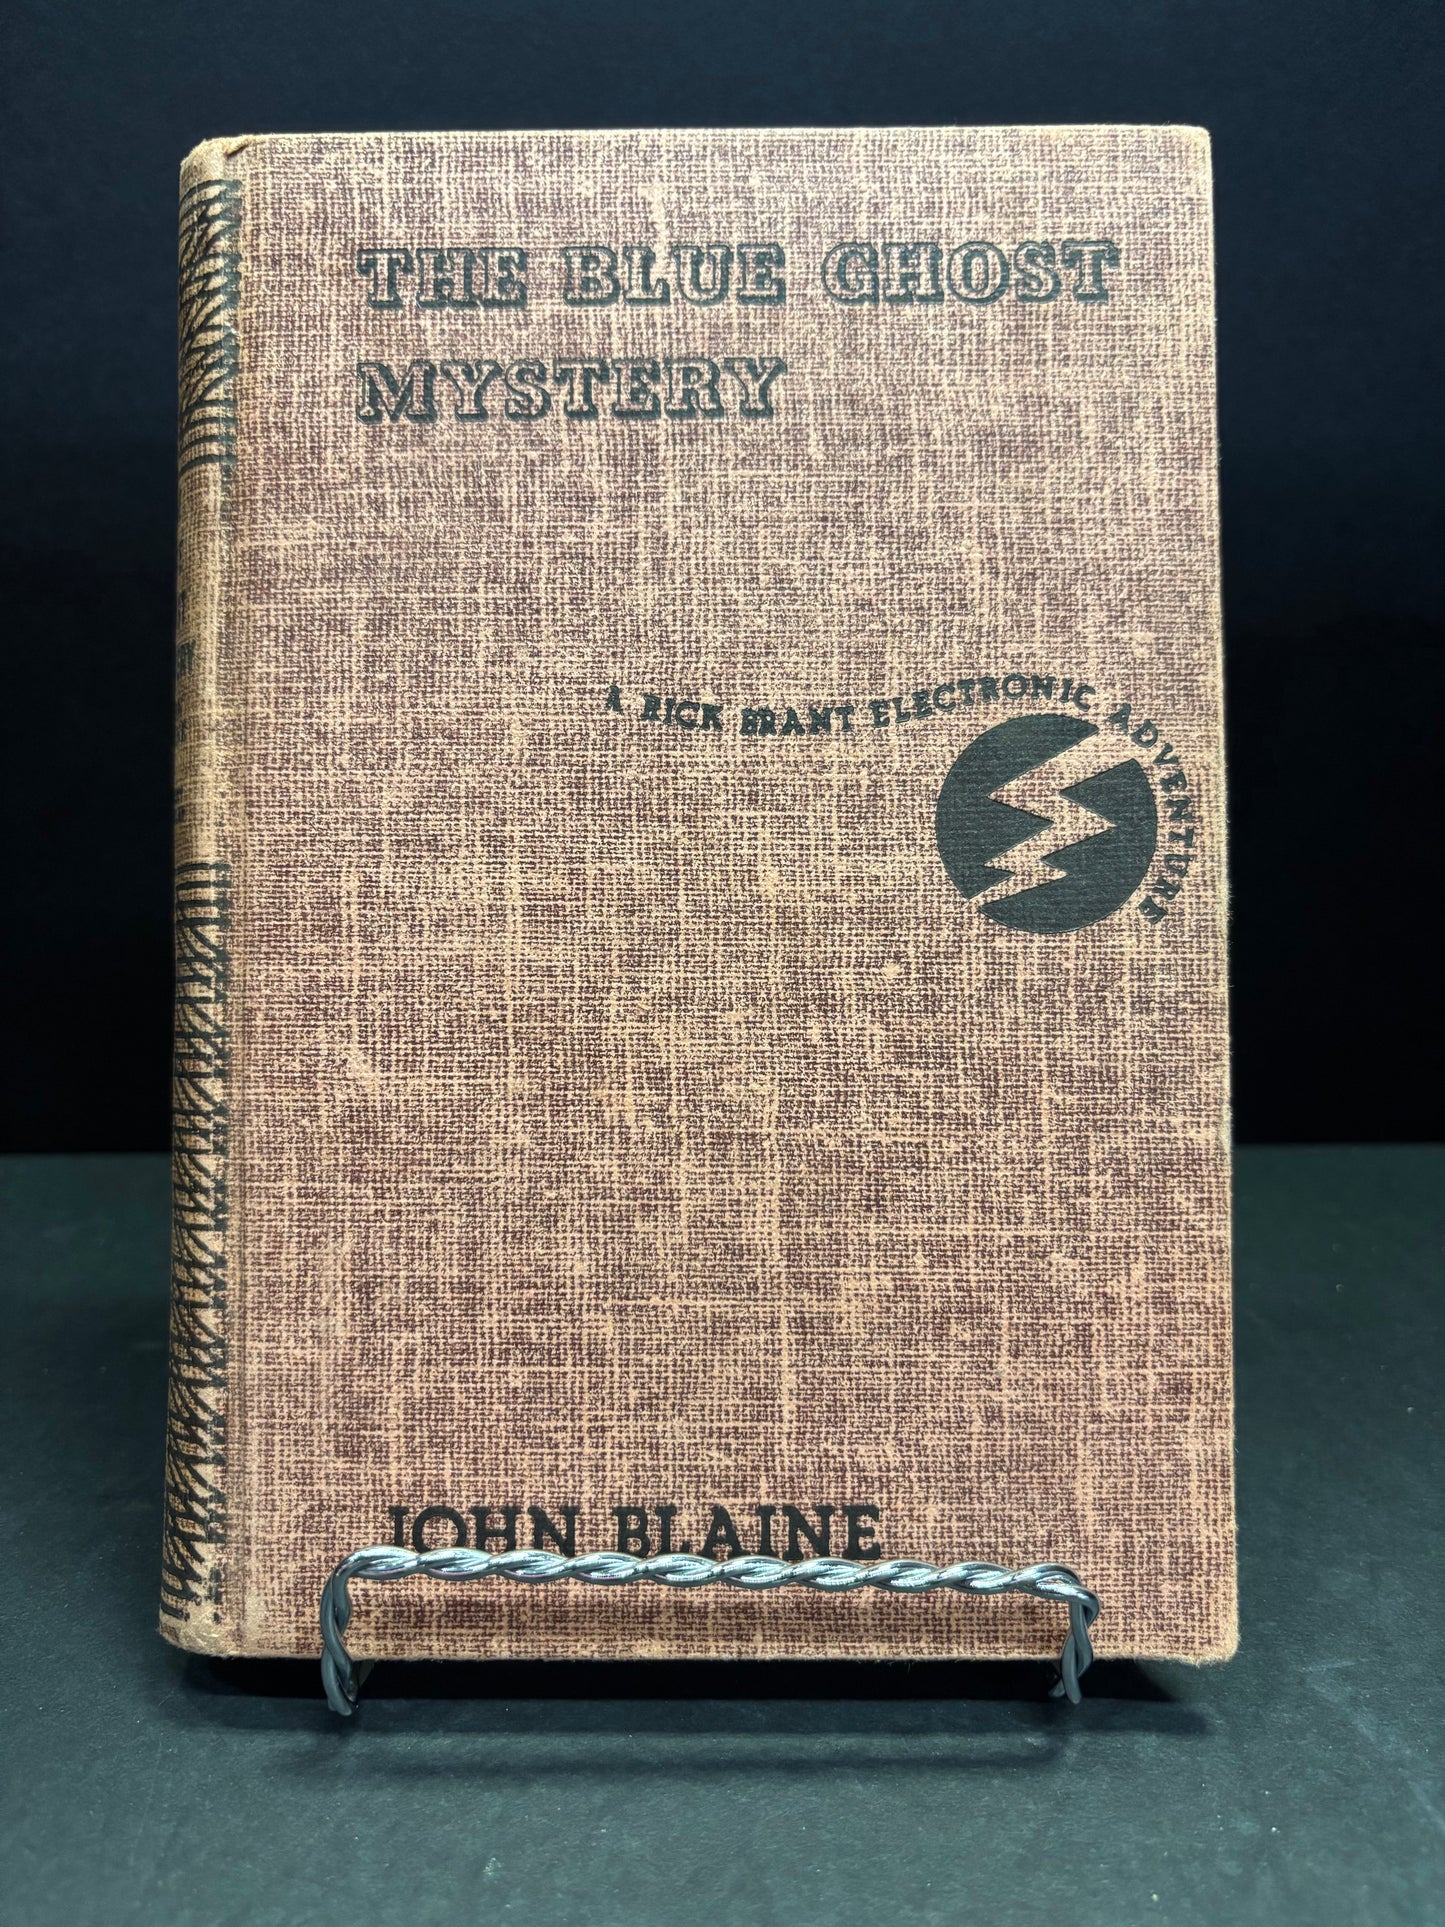 THE BLUE GHOST
MYSTERY
A RICK BRANT ELECTRONIC ADVENTURE
JOHN BLAINE